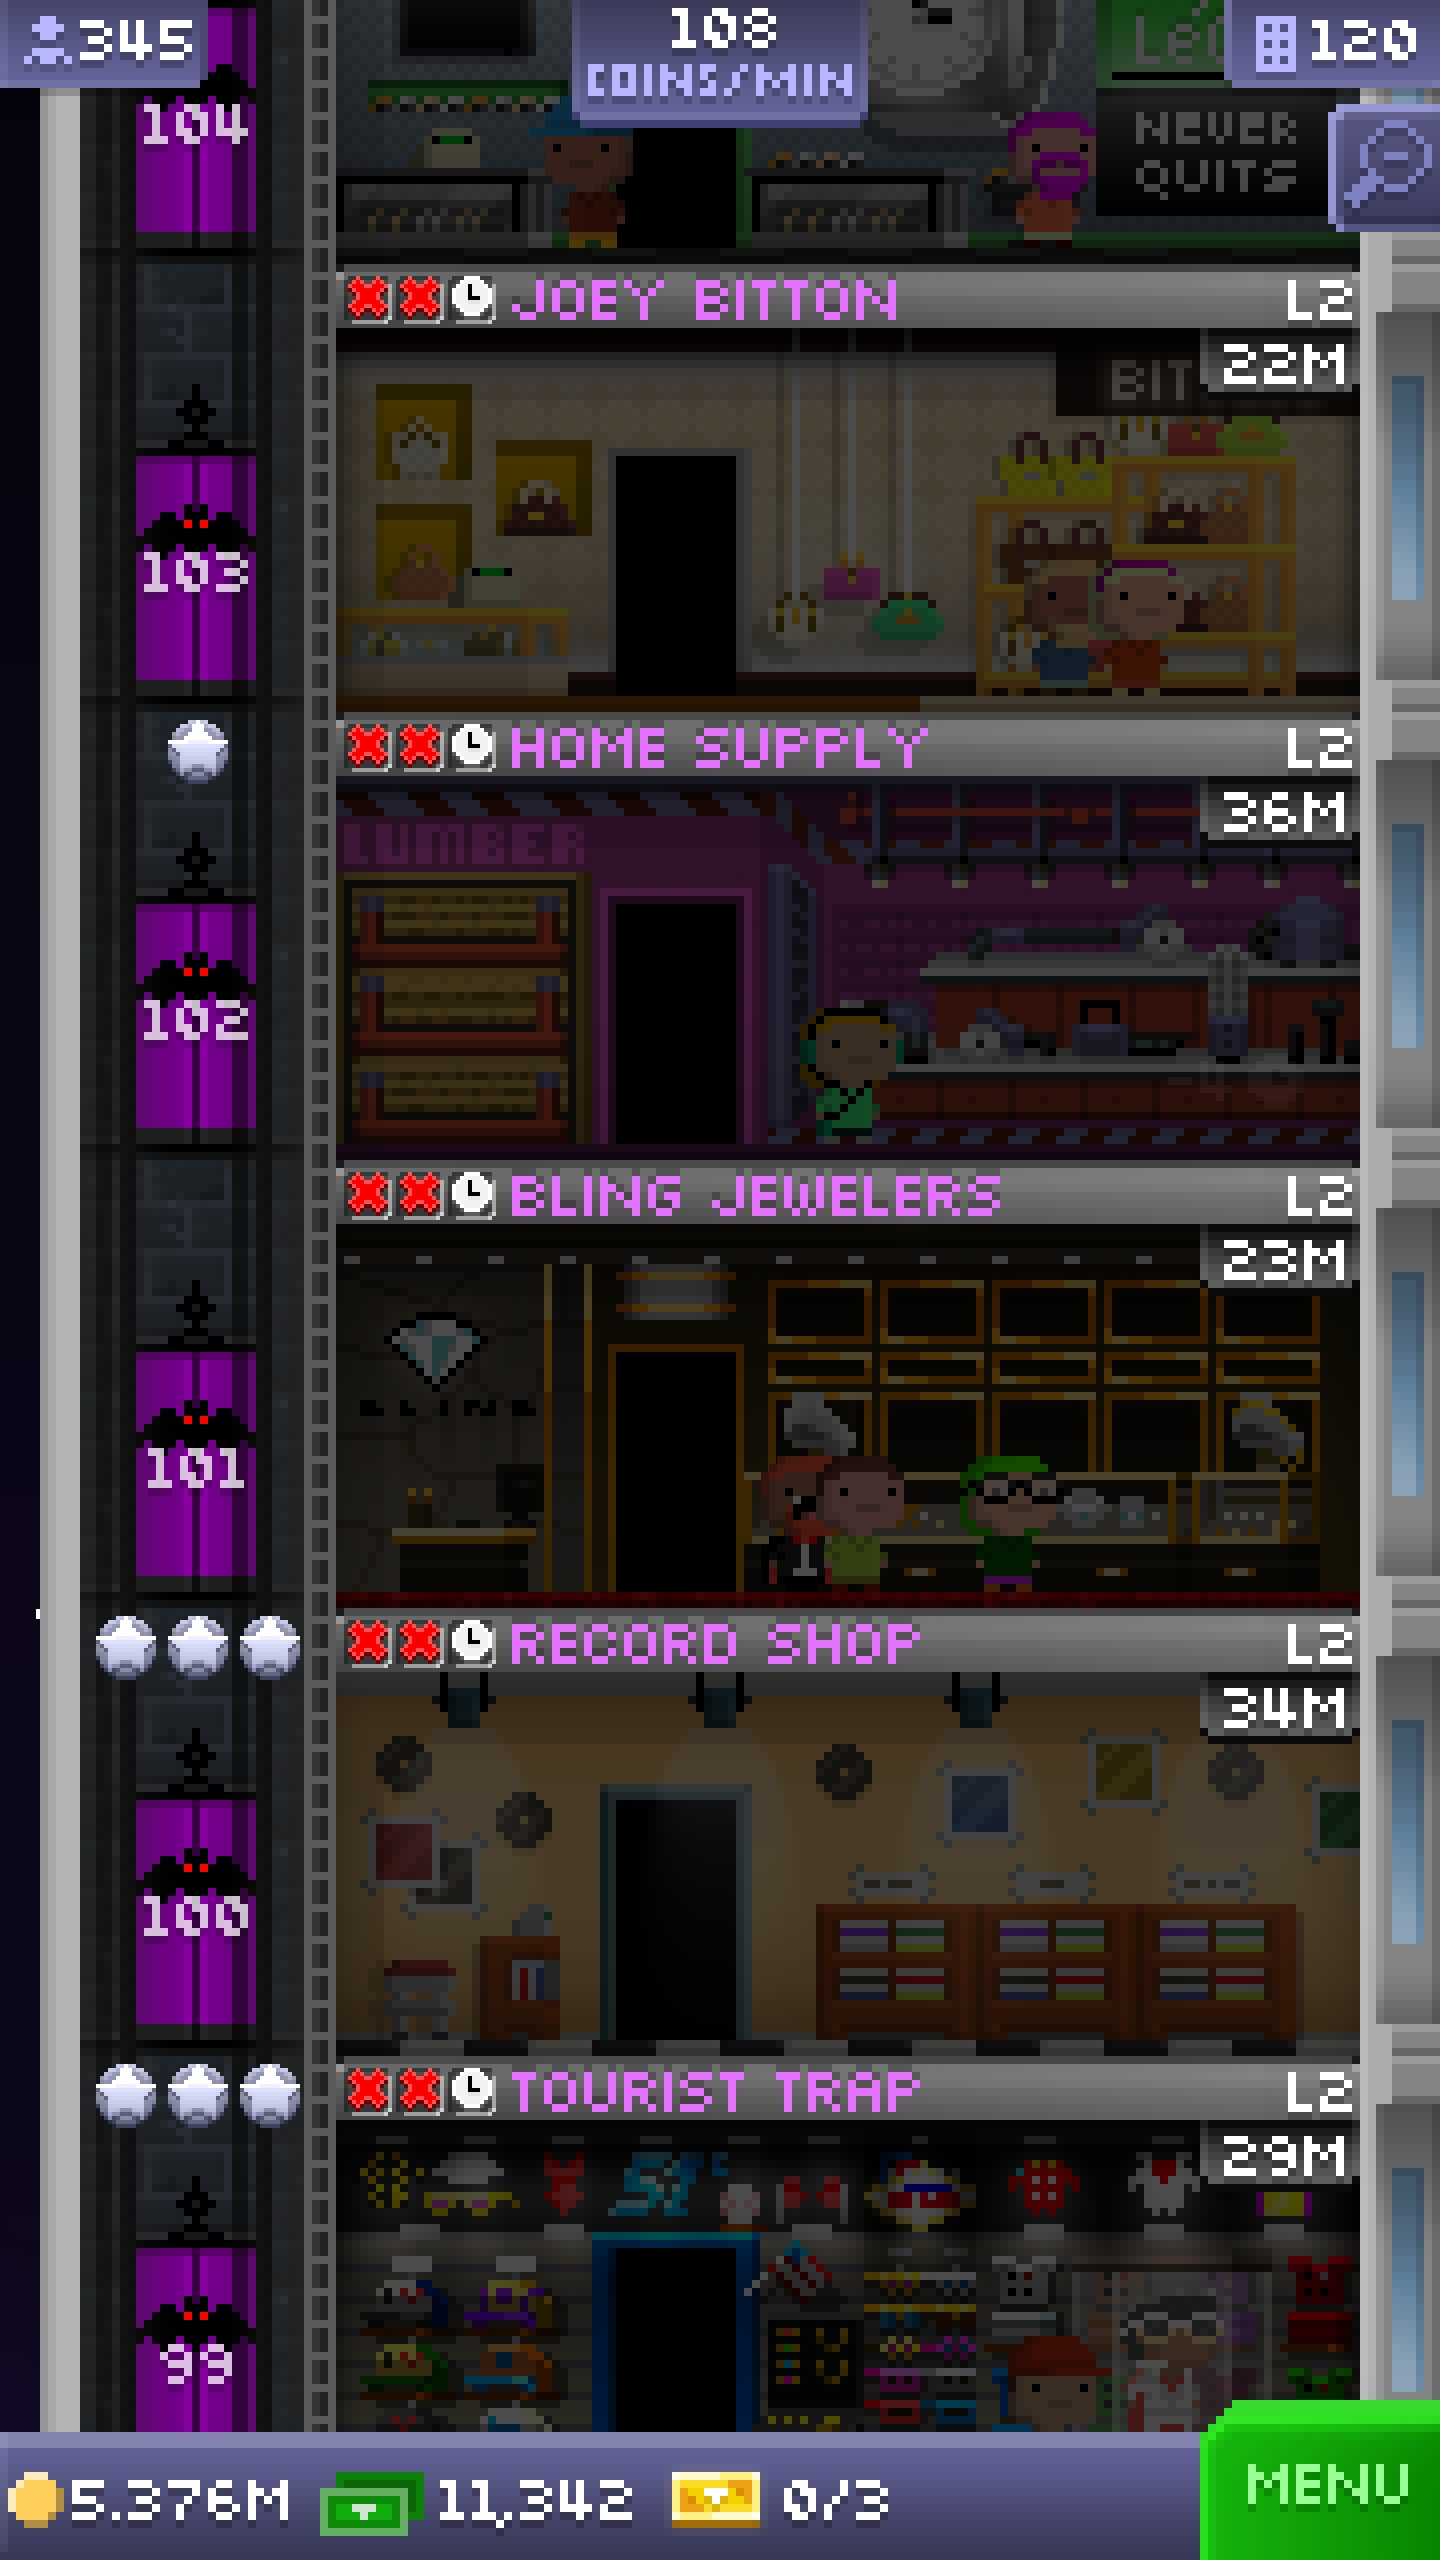 345
108
COINS/MIN
120
104
NEVER
QUITS
JOEY BITTON L2
22M
BIT
103
HOME SUPPLY L2
36M
LUMBER
102
BLING JEWELERS L2
23M
BLING
101
RECORD SHOP L2
34M
100
TOURIST TRAP L2
29M
SF
99
5.376M 11,342 0/3
MENU